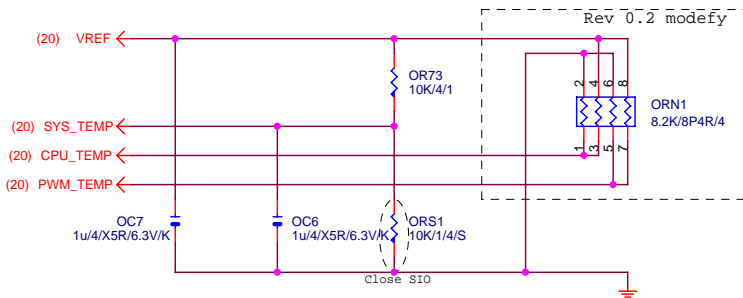 Rev 0.2 modefy
(20) VREF
OR73
10K/4/1
2 4 6 8
ORN1
8.2K/8P4R/4
(20) SYS_TEMP
1 3 5 7
(20) CPU_TEMP
(20) PWM_TEMP
OC7
1u/4/X5R/6.3V/K
OC6
1u/4/X5R/6.3V/K
ORS1
10K/1/4/S
Close SIO